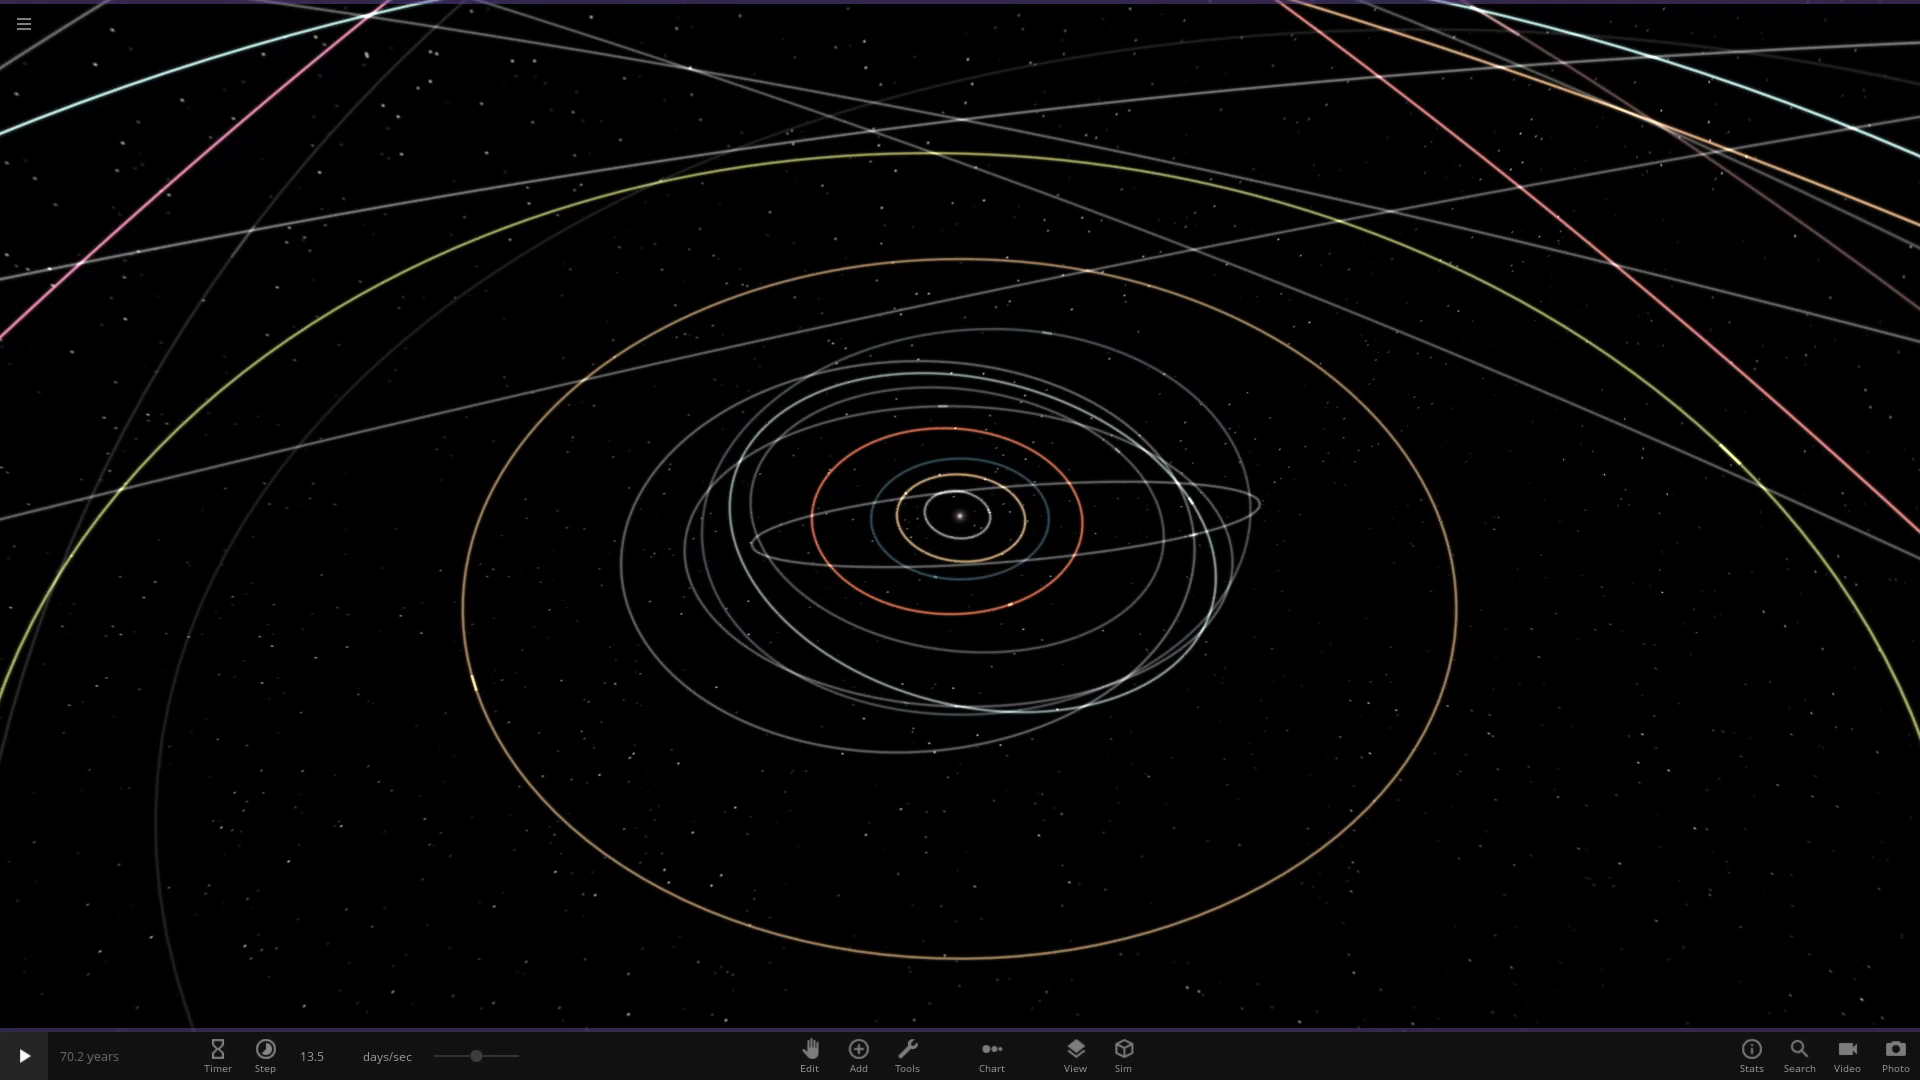 70.2 years
Timer
Step
13.5
days/sec
Edit
Add
Tools
Chart
View
Sim
Stats
Search
Video
Photo